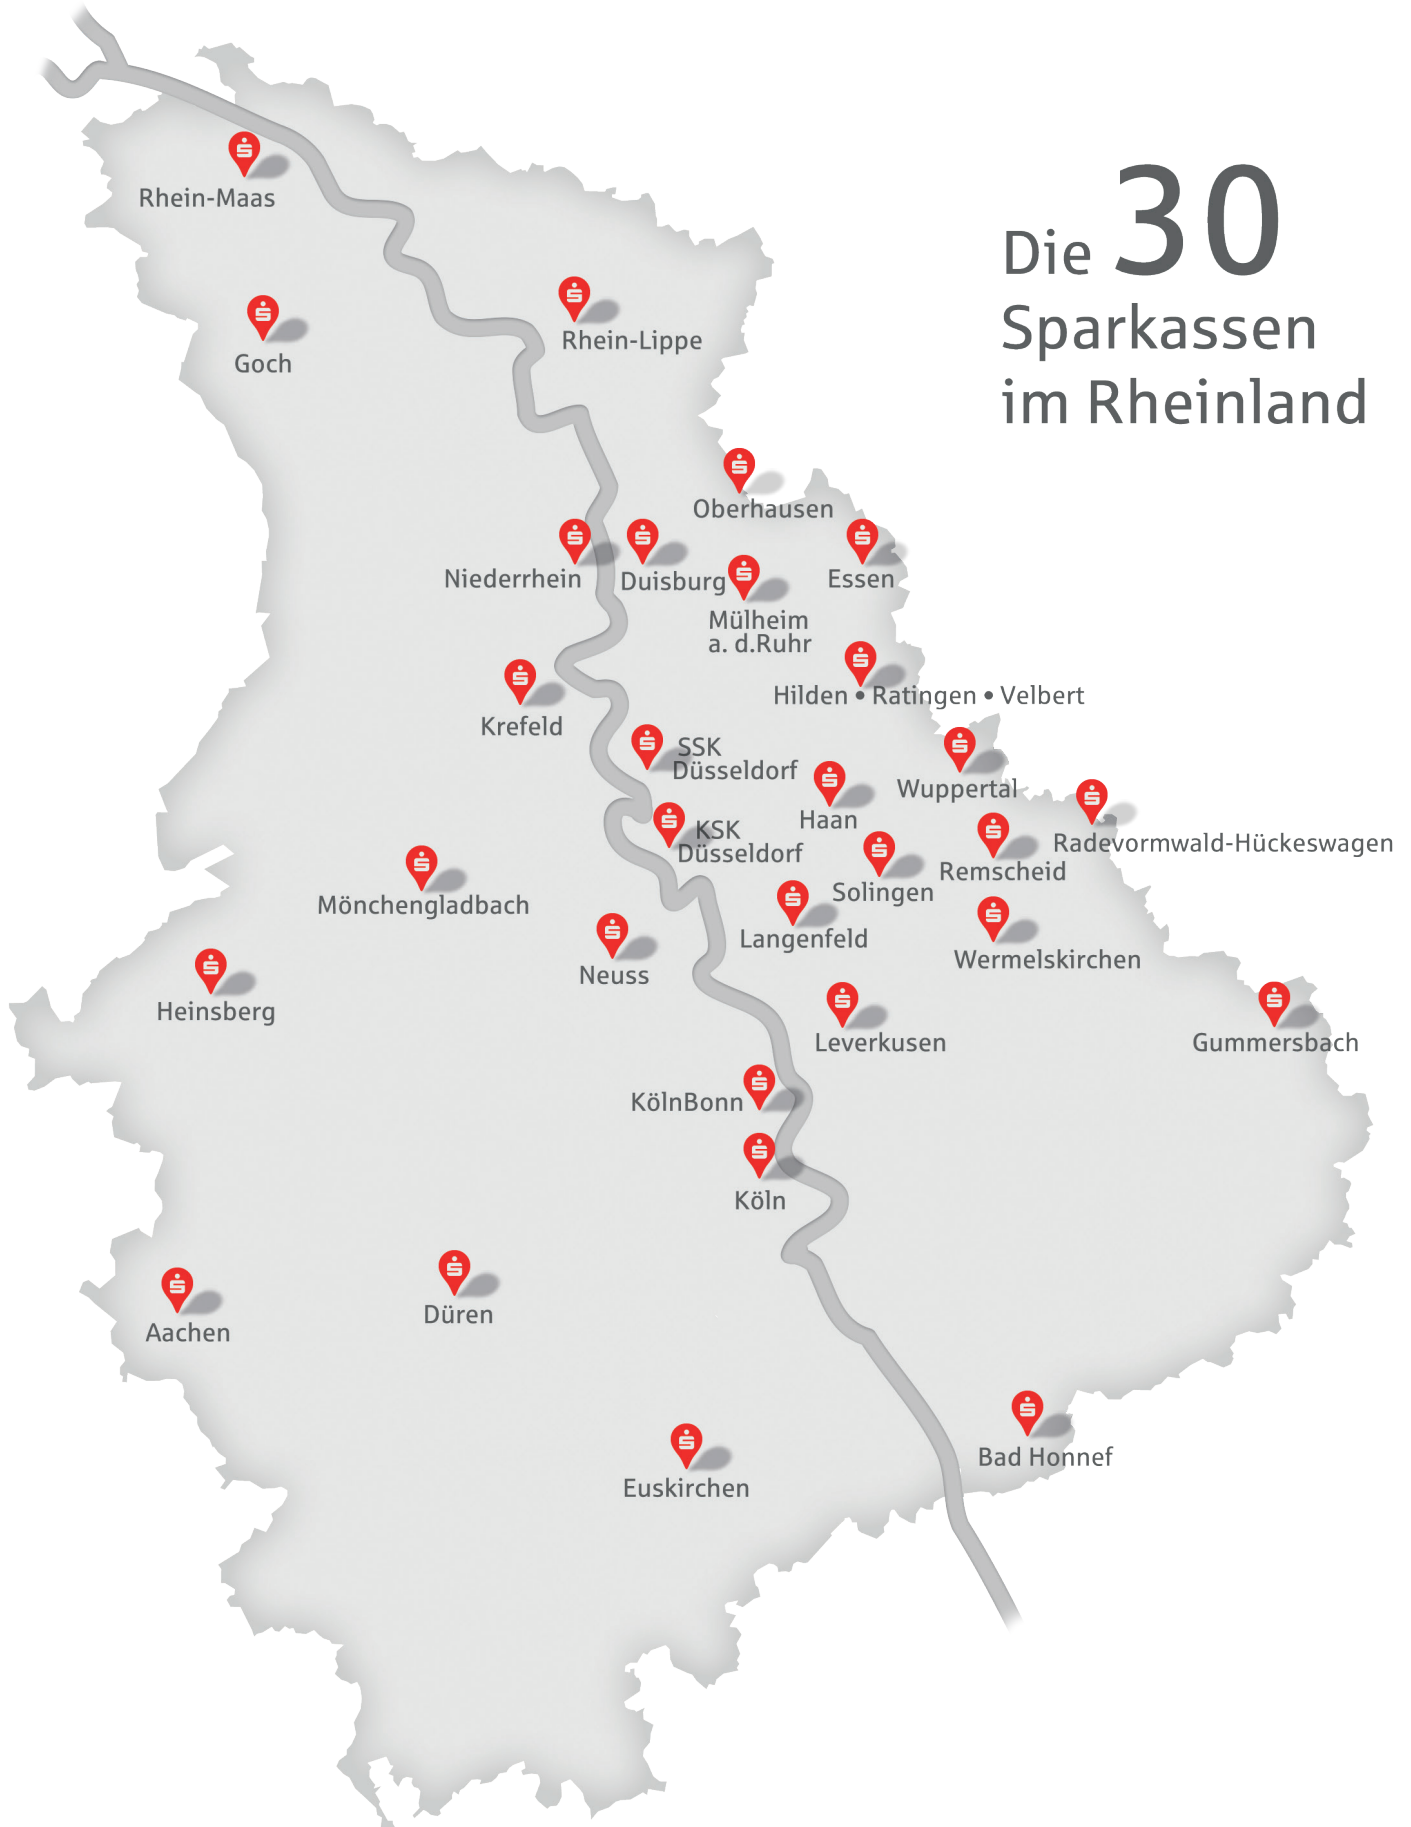 Die 30
Sparkassen
im Rheinland
Rhein-Maas
Goch
Rhein-Lippe
Oberhausen
Niederrhein
Duisburg
Essen
Mülheim
a. d.Ruhr
Hilden • Ratingen • Velbert
Krefeld
SSK
Düsseldorf
Wuppertal
Haan
KSK
Düsseldorf
Radevormwald-Hückeswagen
Remscheid
Solingen
Mönchengladbach
Langenfeld
Wermelskirchen
Neuss
Heinsberg
Leverkusen
Gummersbach
KölnBonn
Köln
Düren
Aachen
Bad Honnef
Euskirchen